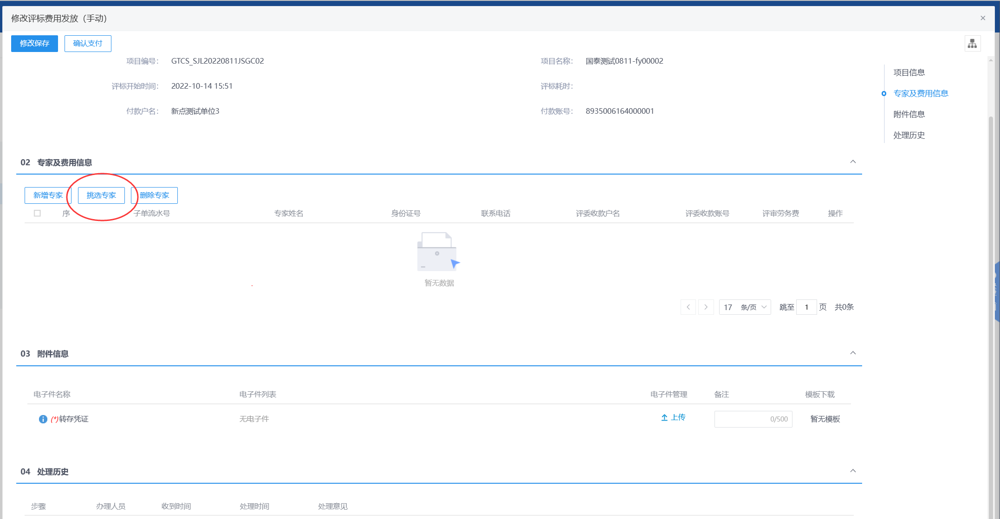 修改评标费用发放（手动）
修改保存 确认支付
项目编号： GTCS_SJL20220811JSGC02 项目名称： 国泰测试0811-fy00002
评标开始时间： 2022-10-14 15:51 评标耗时：
付款户名： 新点测试单位3 付款账号： 8935006164000001
项目信息
专家及费用信息
附件信息
处理历史
02 专家及费用信息
新增专家 挑选专家 删除专家
序 子单流水号 专家姓名 身份证号 联系电话 评委收款户名 评委收款账号 评审劳务费 操作
暂无数据
-
17 条/页 跳至 1 页 共0条
03 附件信息
电子件名称 电子件列表 电子件管理 备注 模板下载
(*)转存凭证 无电子件 上传 0/500 暂无模板
04 处理历史
步骤 办理人员 收到时间 处理时间 处理意见